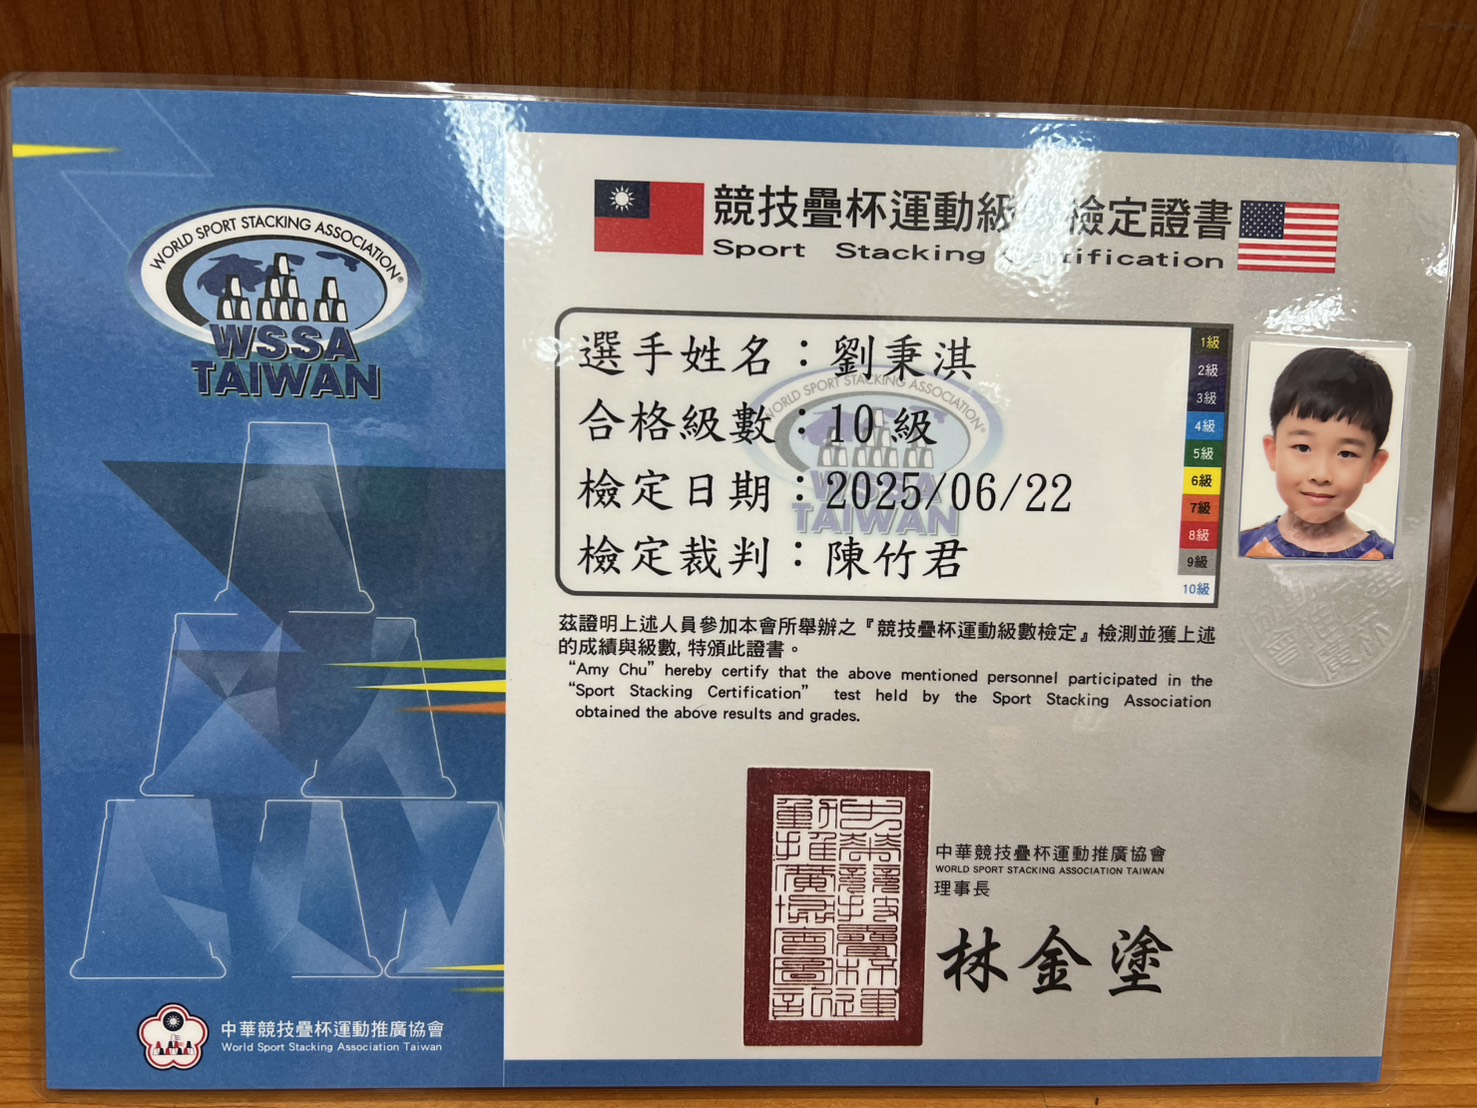 WORLD SPORT STACKING ASSOCIATION®
WSSA
TAIWAN
競技疊杯運動級 檢定證書
Sport Stacking
選手姓名：劉秉淇
合格級數：10 級
檢定日期：2025/06/22
檢定裁判：陳竹君
1級
2級
3級
4級
5級
6級
7級
8級
9級
10級
WORLD SPORT STACKING ASSOCIATION®
WSSA
TAIWAN
茲證明上述人員參加本會所舉辦之『競技疊杯運動級數檢定』檢測並獲上述
的成績與級數, 特頒此證書。
“Amy Chu” hereby certify that the above mentioned personnel participated in the
“Sport Stacking Certification” test held by the Sport Stacking Association
obtained the above results and grades.
中華競技疊杯運動推廣協會
WORLD SPORT STACKING ASSOCIATION TAIWAN
理事長
林金塗
中華競技疊杯運動推廣協會
World Sport Stacking Association Taiwan